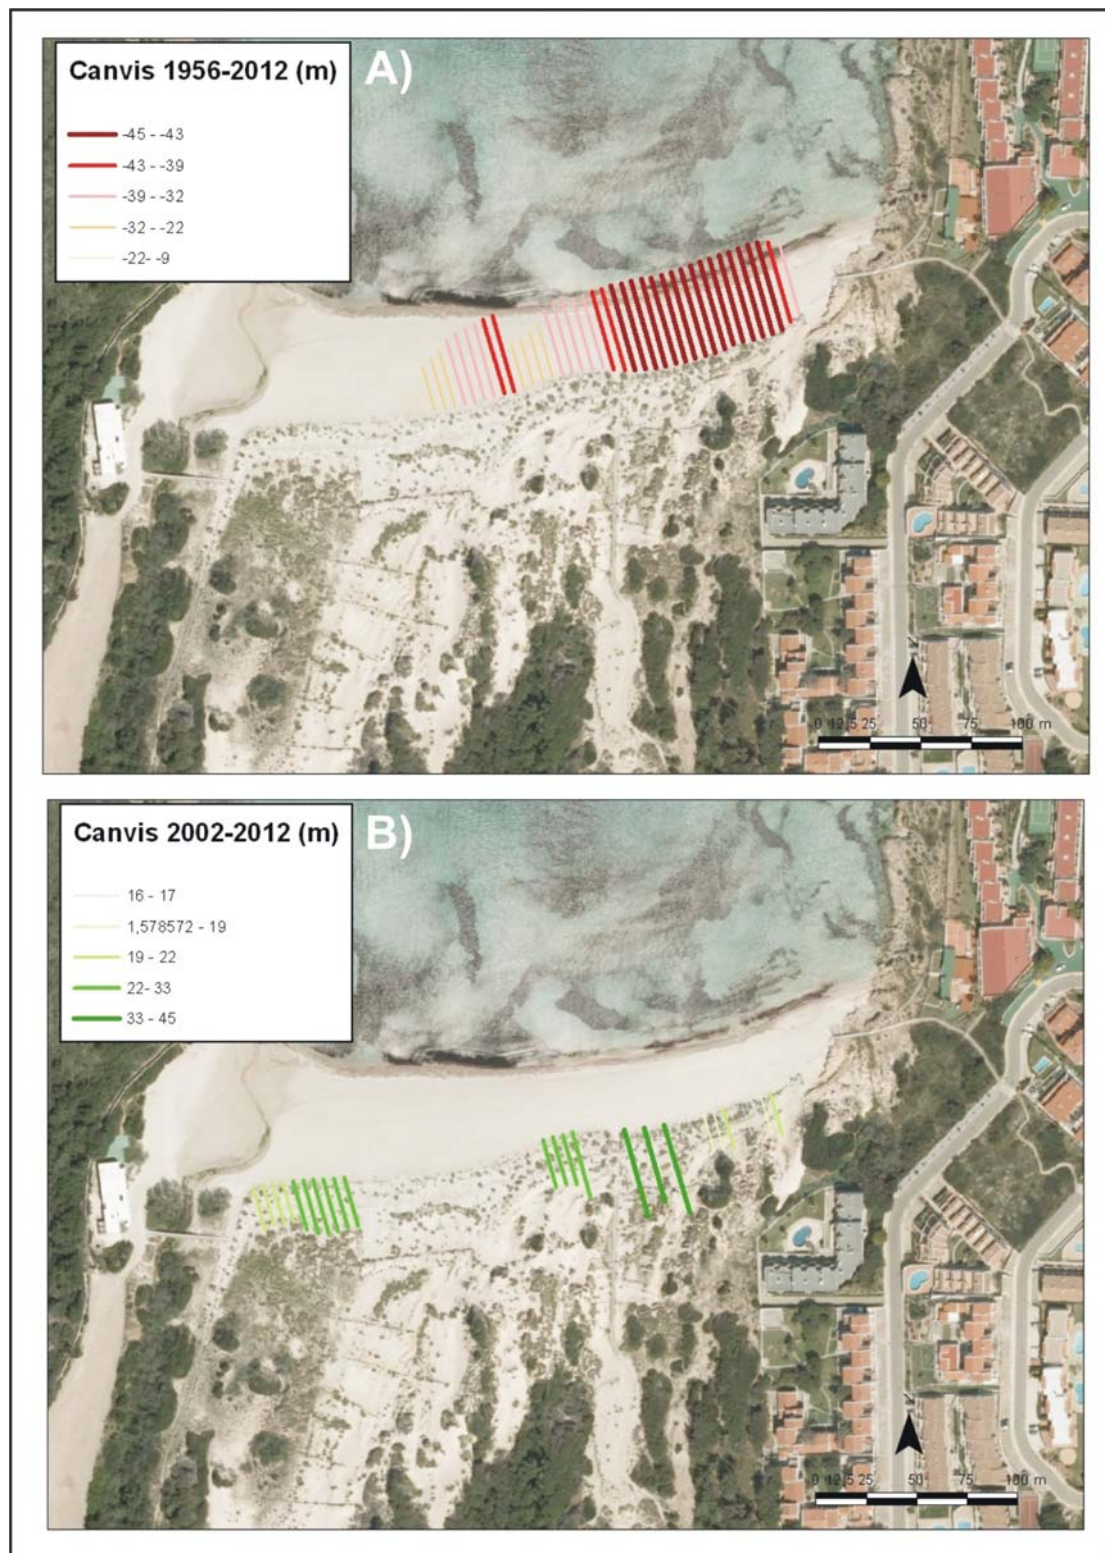 Canvis 1956-2012 (m)
A)
-45 - -43
-43 - -39
-39 - -32
-32 - -22
-22- -9
0 12,5 25 50 75 100 m
Canvis 2002-2012 (m)
B)
16 - 17
1,578572 - 19
19 - 22
22- 33
33 - 45
0 12,5 25 50 75 100 m